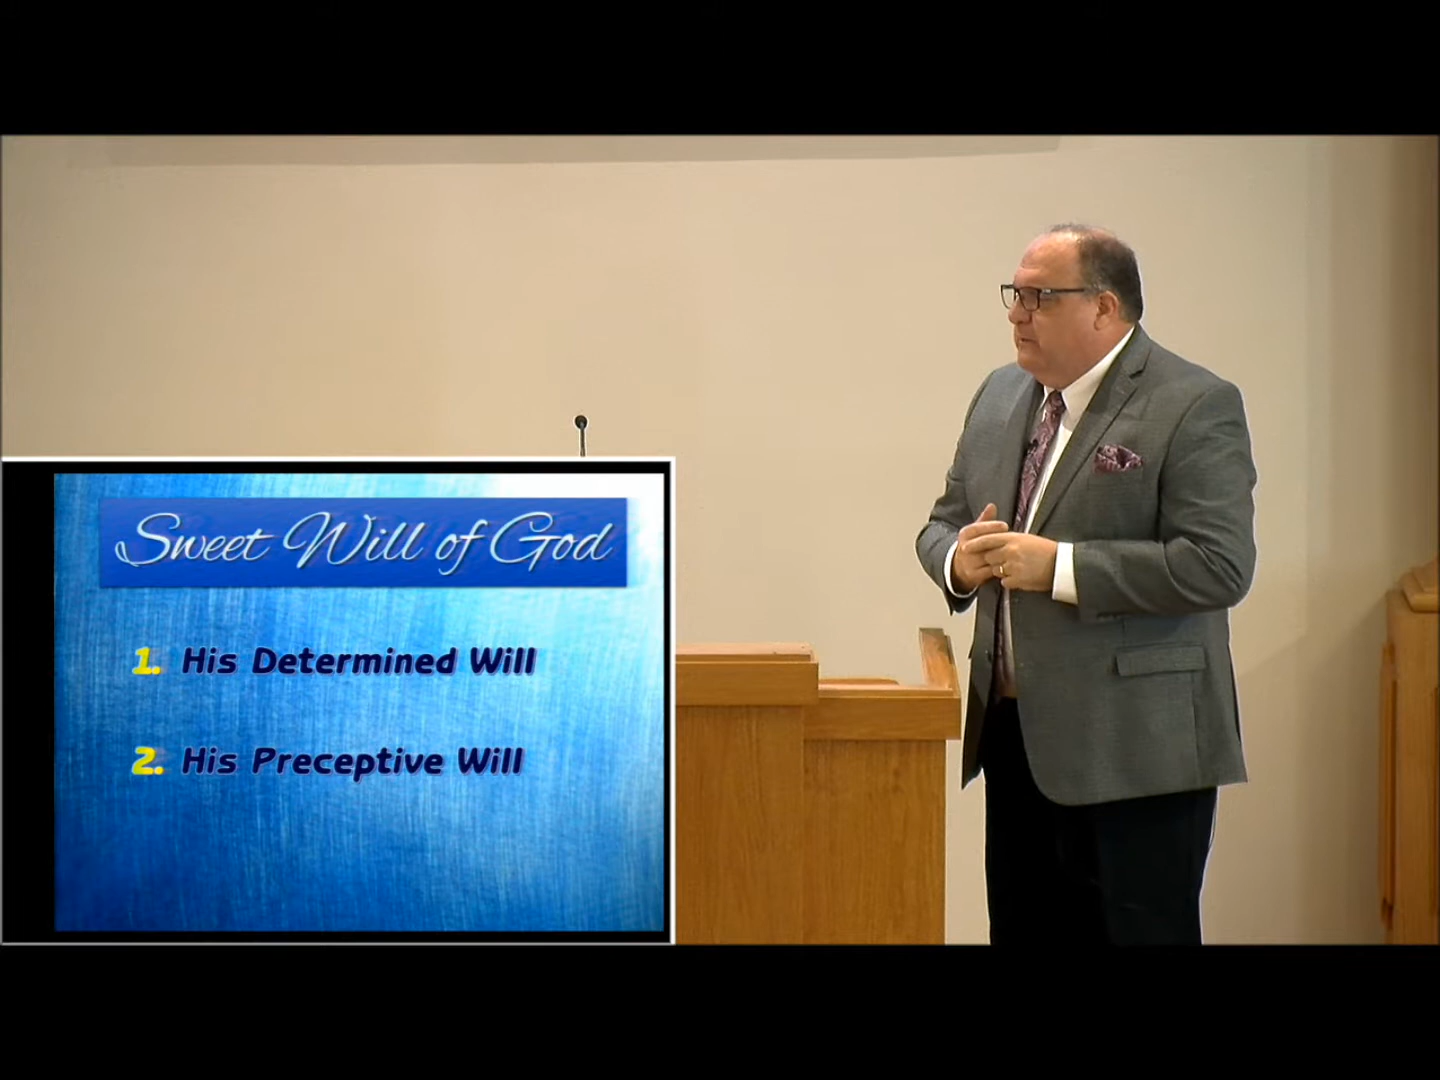 Sweet Will of God
1. His Determined Will
2. His Preceptive Will